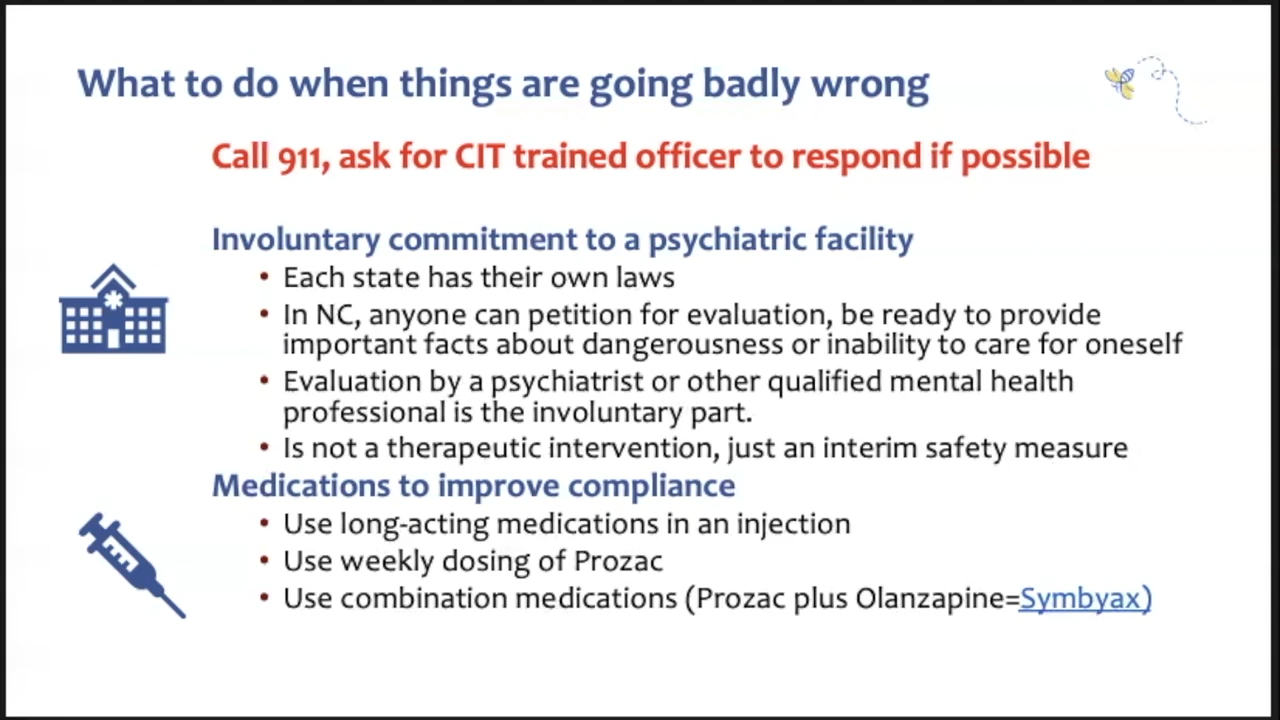 What to do when things are going badly wrong
Call 911, ask for CIT trained officer to respond if possible
Involuntary commitment to a psychiatric facility
• Each state has their own laws
• In NC, anyone can petition for evaluation, be ready to provide
important facts about dangerousness or inability to care for oneself
• Evaluation by a psychiatrist or other qualified mental health
professional is the involuntary part.
• Is not a therapeutic intervention, just an interim safety measure
Medications to improve compliance
• Use long-acting medications in an injection
• Use weekly dosing of Prozac
• Use combination medications (Prozac plus Olanzapine=Symbyax)